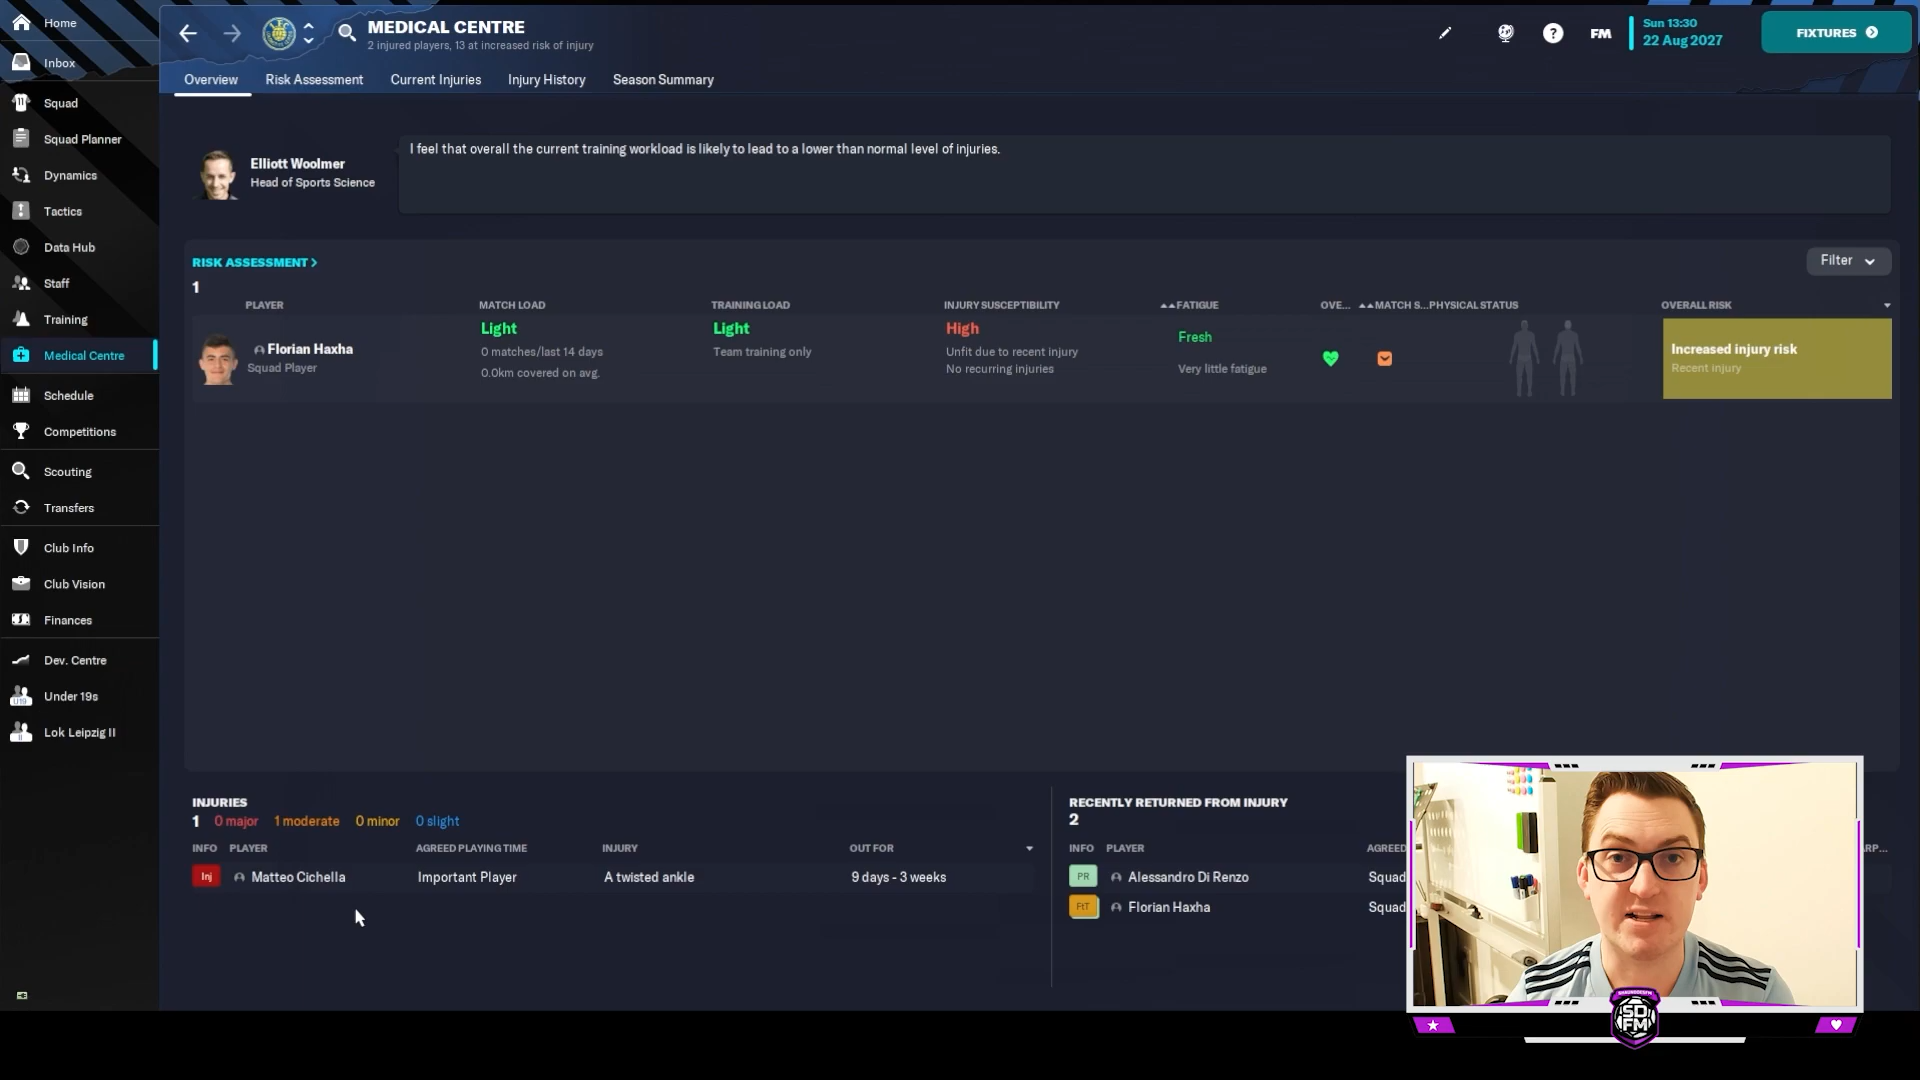 Home
Inbox
Squad
Squad Planner
Dynamics
Tactics
Data Hub
Staff
Training
Medical Centre
Schedule
Competitions
Scouting
Transfers
Club Info
Club Vision
Finances
Dev. Centre
Under 19s
Lok Leipzig II
MEDICAL CENTRE
2 injured players, 13 at increased risk of injury
FM
Sun 13:30
22 Aug 2027
FIXTURES
Overview Risk Assessment Current Injuries Injury History Season Summary
Elliott Woolmer
Head of Sports Science
I feel that overall the current training workload is likely to lead to a lower than normal level of injuries.
RISK ASSESSMENT >
Filter
1
PLAYER MATCH LOAD TRAINING LOAD INJURY SUSCEPTIBILITY FATIGUE OVE... MATCH S... PHYSICAL STATUS OVERALL RISK
Florian Haxha
Squad Player
Light
0 matches/last 14 days
0.0km covered on avg.
Light
Team training only
High
Unfit due to recent injury
No recurring injuries
Fresh
Very little fatigue
Increased injury risk
Recent injury
INJURIES
1 0 major 1 moderate 0 minor 0 slight
INFO PLAYER AGREED PLAYING TIME INJURY OUT FOR
Inj Matteo Cichella Important Player A twisted ankle 9 days - 3 weeks
RECENTLY RETURNED FROM INJURY
2
INFO PLAYER AGREED
PR Alessandro Di Renzo Squad
FtT Florian Haxha Squad
SD
FM